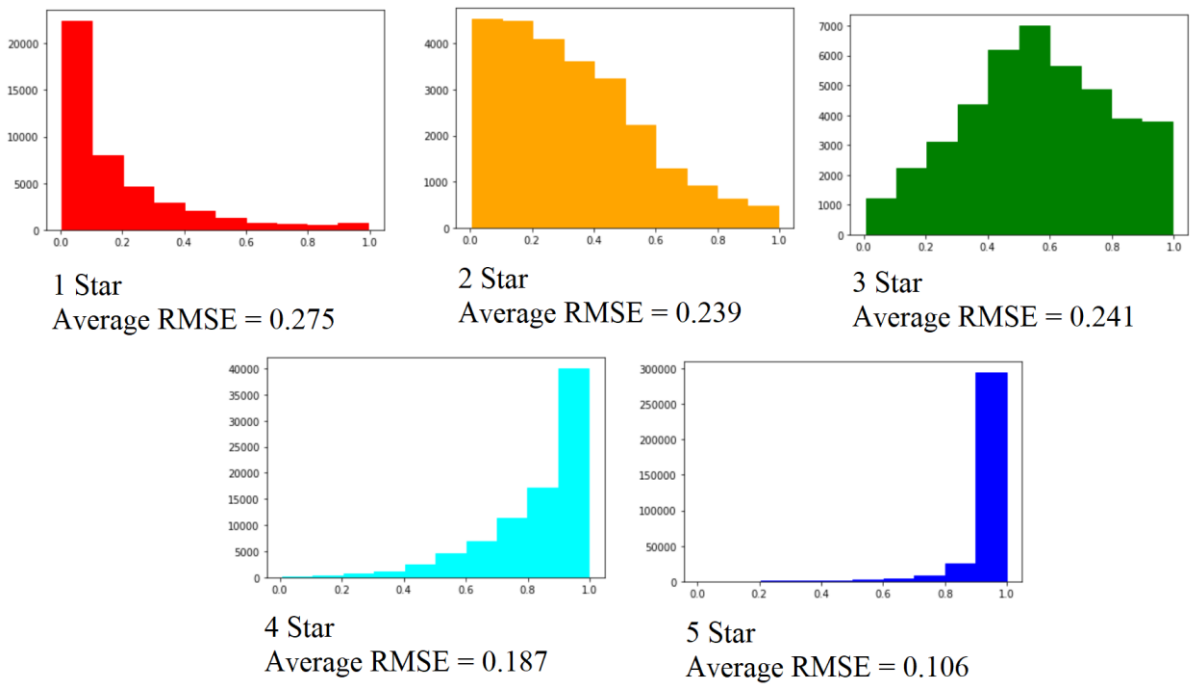 20000
15000
10000
5000
0
0.0 0.2 0.4 0.6 0.8 1.0
1 Star
Average RMSE = 0.275
4000
3000
2000
1000
0
0.0 0.2 0.4 0.6 0.8 1.0
2 Star
Average RMSE = 0.239
7000
6000
5000
4000
3000
2000
1000
0
0.0 0.2 0.4 0.6 0.8 1.0
3 Star
Average RMSE = 0.241
40000
35000
30000
25000
20000
15000
10000
5000
0
0.0 0.2 0.4 0.6 0.8 1.0
4 Star
Average RMSE = 0.187
300000
250000
200000
150000
100000
50000
0
0.0 0.2 0.4 0.6 0.8 1.0
5 Star
Average RMSE = 0.106